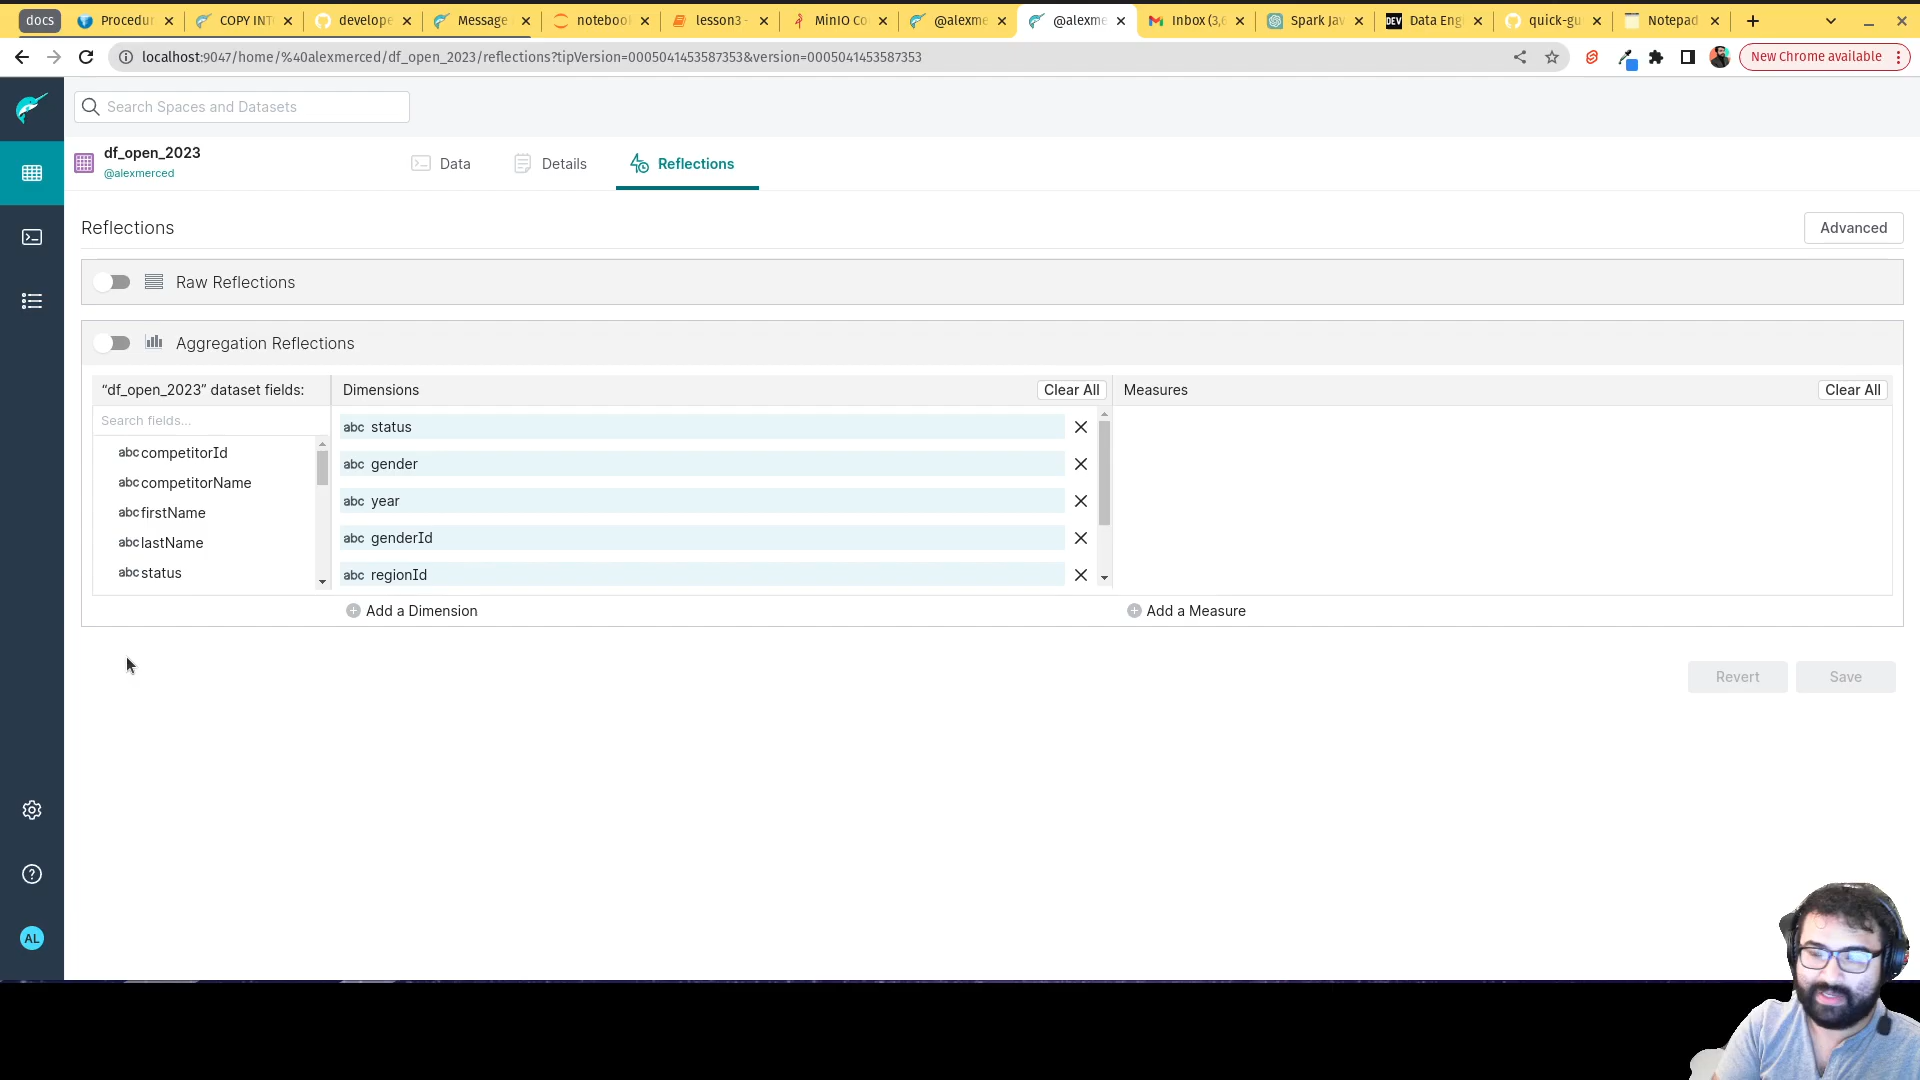 docs
Procedur
COPY INT
develope
Message
noteboo
lesson3 -
MinIO Co
@alexme
@alexme
Inbox (3,6
Spark Jav
DEV
Data Eng
quick-gu
Notepad
localhost:9047/home/%40alexmerced/df_open_2023/reflections?tipVersion=0005041453587353&version=0005041453587353
New Chrome available
Search Spaces and Datasets
df_open_2023
@alexmerced
Data
Details
Reflections
Reflections
Advanced
Raw Reflections
Aggregation Reflections
“df_open_2023” dataset fields:
Dimensions
Clear All
Measures
Clear All
Search fields...
abc competitorId
abc competitorName
abc firstName
abc lastName
abc status
abc status
abc gender
abc year
abc genderId
abc regionId
Add a Dimension
Add a Measure
Revert
Save
AL